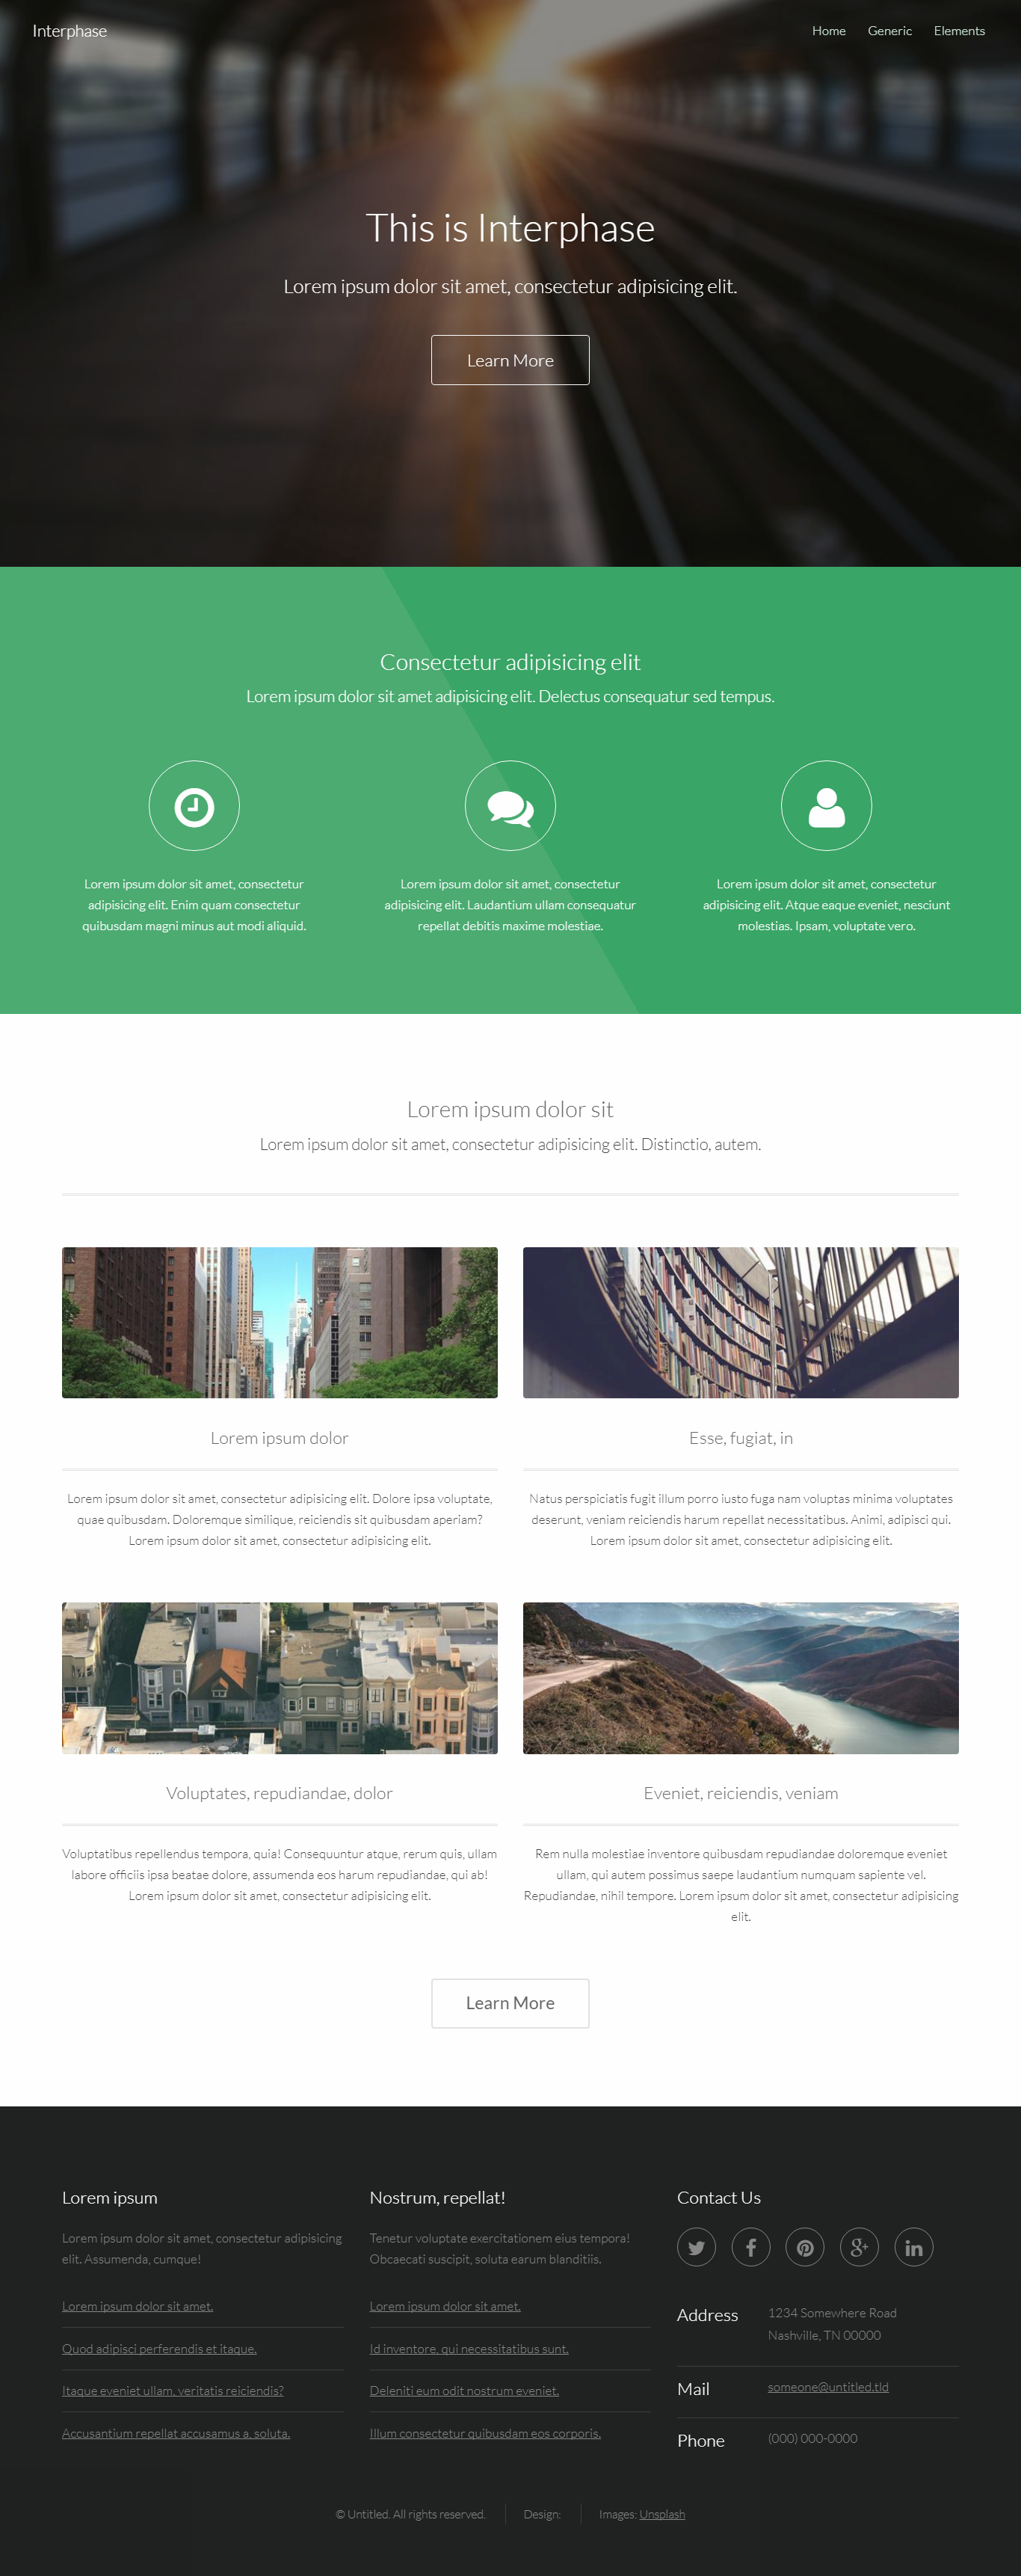 Interphase
Home Generic Elements
This is Interphase
Lorem ipsum dolor sit amet, consectetur adipisicing elit.
Learn More
Consectetur adipisicing elit
Lorem ipsum dolor sit amet adipisicing elit. Delectus consequatur sed tempus.
Lorem ipsum dolor sit amet, consectetur
adipisicing elit. Enim quam consectetur
quibusdam magni minus aut modi aliquid.
Lorem ipsum dolor sit amet, consectetur
adipisicing elit. Laudantium ullam consequatur
repellat debitis maxime molestiae.
Lorem ipsum dolor sit amet, consectetur
adipisicing elit. Atque eaque eveniet, nesciunt
molestias. Ipsam, voluptate vero.
Lorem ipsum dolor sit
Lorem ipsum dolor sit amet, consectetur adipisicing elit. Distinctio, autem.
Lorem ipsum dolor
Lorem ipsum dolor sit amet, consectetur adipisicing elit. Dolore ipsa voluptate,
quae quibusdam. Doloremque similique, reiciendis sit quibusdam aperiam?
Lorem ipsum dolor sit amet, consectetur adipisicing elit.
Esse, fugiat, in
Natus perspiciatis fugit illum porro iusto fuga nam voluptas minima voluptates
deserunt, veniam reiciendis harum repellat necessitatibus. Animi, adipisci qui.
Lorem ipsum dolor sit amet, consectetur adipisicing elit.
Voluptates, repudiandae, dolor
Voluptatibus repellendus tempora, quia! Consequuntur atque, rerum quis, ullam
labore officiis ipsa beatae dolore, assumenda eos harum repudiandae, qui ab!
Lorem ipsum dolor sit amet, consectetur adipisicing elit.
Eveniet, reiciendis, veniam
Rem nulla molestiae inventore quibusdam repudiandae doloremque eveniet
ullam, qui autem possimus saepe laudantium numquam sapiente vel.
Repudiandae, nihil tempore. Lorem ipsum dolor sit amet, consectetur adipisicing
elit.
Learn More
Lorem ipsum
Lorem ipsum dolor sit amet, consectetur adipisicing
elit. Assumenda, cumque!
Lorem ipsum dolor sit amet.
Quod adipisci perferendis et itaque.
Itaque eveniet ullam, veritatis reiciendis?
Accusantium repellat accusamus a, soluta.
Nostrum, repellat!
Tenetur voluptate exercitationem eius tempora!
Obcaecati suscipit, soluta earum blanditiis.
Lorem ipsum dolor sit amet.
Id inventore, qui necessitatibus sunt.
Deleniti eum odit nostrum eveniet.
Illum consectetur quibusdam eos corporis.
Contact Us
Address 1234 Somewhere Road
Nashville, TN 00000
Mail someone@untitled.tld
Phone (000) 000-0000
© Untitled. All rights reserved. Design: Images: Unsplash